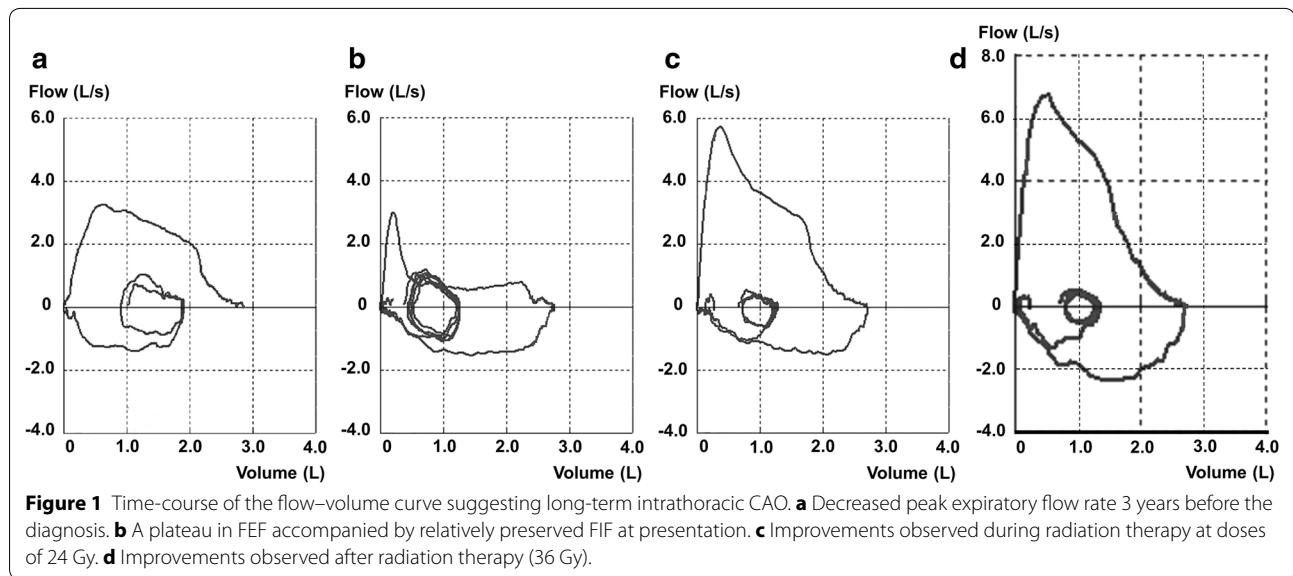 a
Flow (L/s)
6.0
4.0
2.0
0
-2.0
-4.0
0.0 1.0 2.0 3.0 4.0
Volume (L)
b
Flow (L/s)
6.0
4.0
2.0
0
-2.0
-4.0
0.0 1.0 2.0 3.0 4.0
Volume (L)
c
Flow (L/s)
6.0
4.0
2.0
0
-2.0
-4.0
0.0 1.0 2.0 3.0 4.0
Volume (L)
d
Flow (L/s)
8.0
6.0
4.0
2.0
0
-2.0
-4.0
0.0 1.0 2.0 3.0 4.0
Volume (L)
Figure 1 Time-course of the flow–volume curve suggesting long-term intrathoracic CAO. a Decreased peak expiratory flow rate 3 years before the
diagnosis. b A plateau in FEF accompanied by relatively preserved FIF at presentation. c Improvements observed during radiation therapy at doses
of 24 Gy. d Improvements observed after radiation therapy (36 Gy).